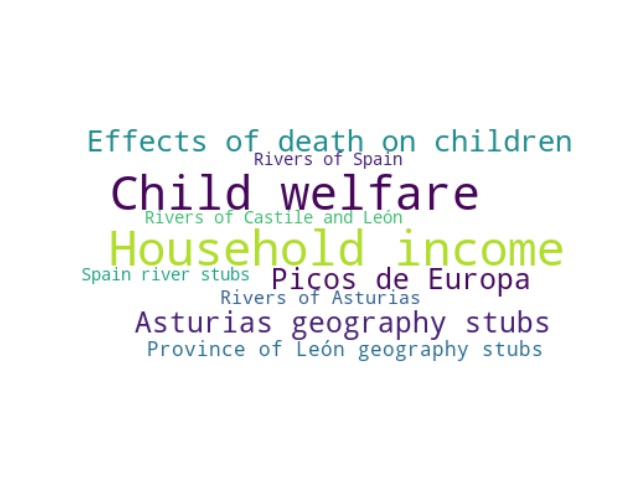 Effects of death on children
Rivers of Spain
Child welfare
Rivers of Castile and León
Household income
Spain river stubs
Picos de Europa
Rivers of Asturias
Asturias geography stubs
Province of León geography stubs